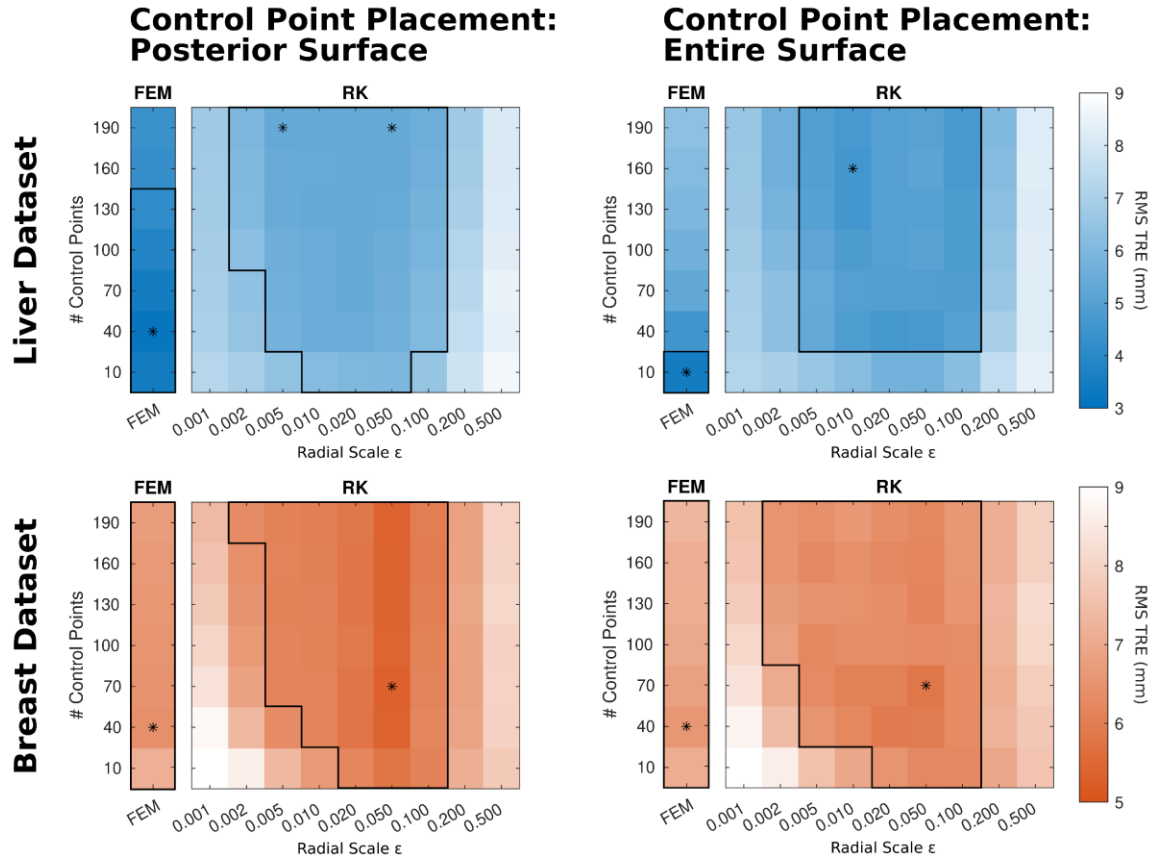 Control Point Placement:
Posterior Surface
Control Point Placement:
Entire Surface
Liver Dataset
FEM
RK
# Control Points
190
160
130
100
70
40
10
*
* *
FEM
0.001 0.002 0.005 0.010 0.020 0.050 0.100 0.200 0.500
Radial Scale ε
FEM
RK
# Control Points
190
160
130
100
70
40
10
*
*
FEM
0.001 0.002 0.005 0.010 0.020 0.050 0.100 0.200 0.500
Radial Scale ε
9
8
7
6
5
4
3
RMS TRE (mm)
Breast Dataset
FEM
RK
# Control Points
190
160
130
100
70
40
10
*
*
FEM
0.001 0.002 0.005 0.010 0.020 0.050 0.100 0.200 0.500
Radial Scale ε
FEM
RK
# Control Points
190
160
130
100
70
40
10
*
*
FEM
0.001 0.002 0.005 0.010 0.020 0.050 0.100 0.200 0.500
Radial Scale ε
9
8
7
6
5
RMS TRE (mm)